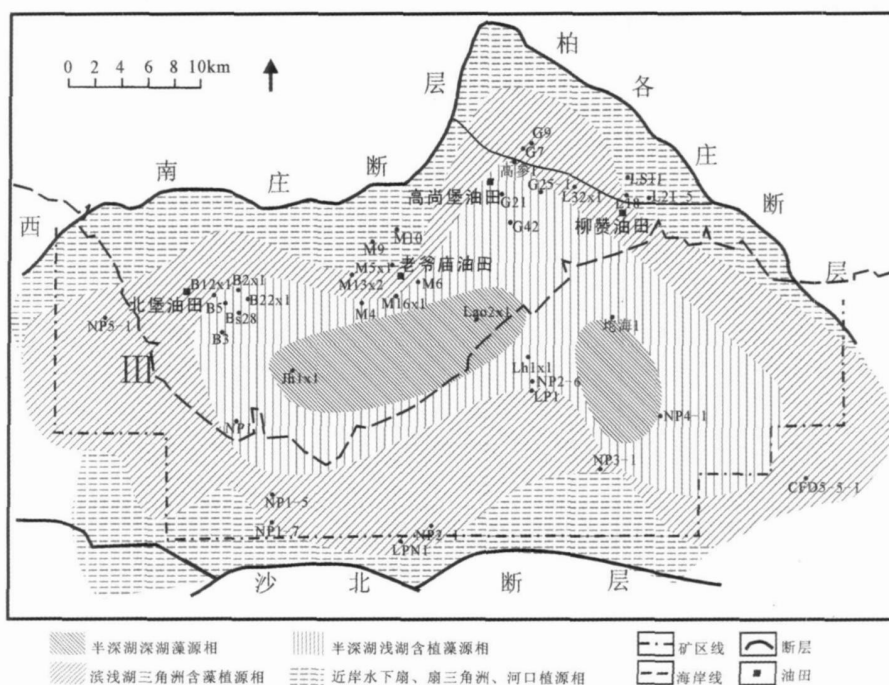 0 2 4 6 8 10km
柏
各
庄
断
层
层
断
庄
南
西
G9
G7
高参1
G25
L32x1
LS11
L21-5
L18
高尚堡油田
G21
G42
柳赞油田
M10
M9
老爷庙油田
M5x1
M6
M13x2
M16x1
M4
B12x1
B2x1
北堡油田
B5
B22x1
Bs28
B3
NP5-1
III
Lao2x1
坨海1
Jh1x1
Lh1x1
NP2-6
LP1
NP4-1
NP1
NP3-1
CFD5-5-1
NP1-5
NP1-7
NP2-1
LPN1
沙 北 断 层
半深湖深湖藻源相 半深湖浅湖含植藻源相 矿区线 断层
滨浅湖三角洲含藻植源相 近岸水下扇、扇三角洲、河口植源相 海岸线 油田